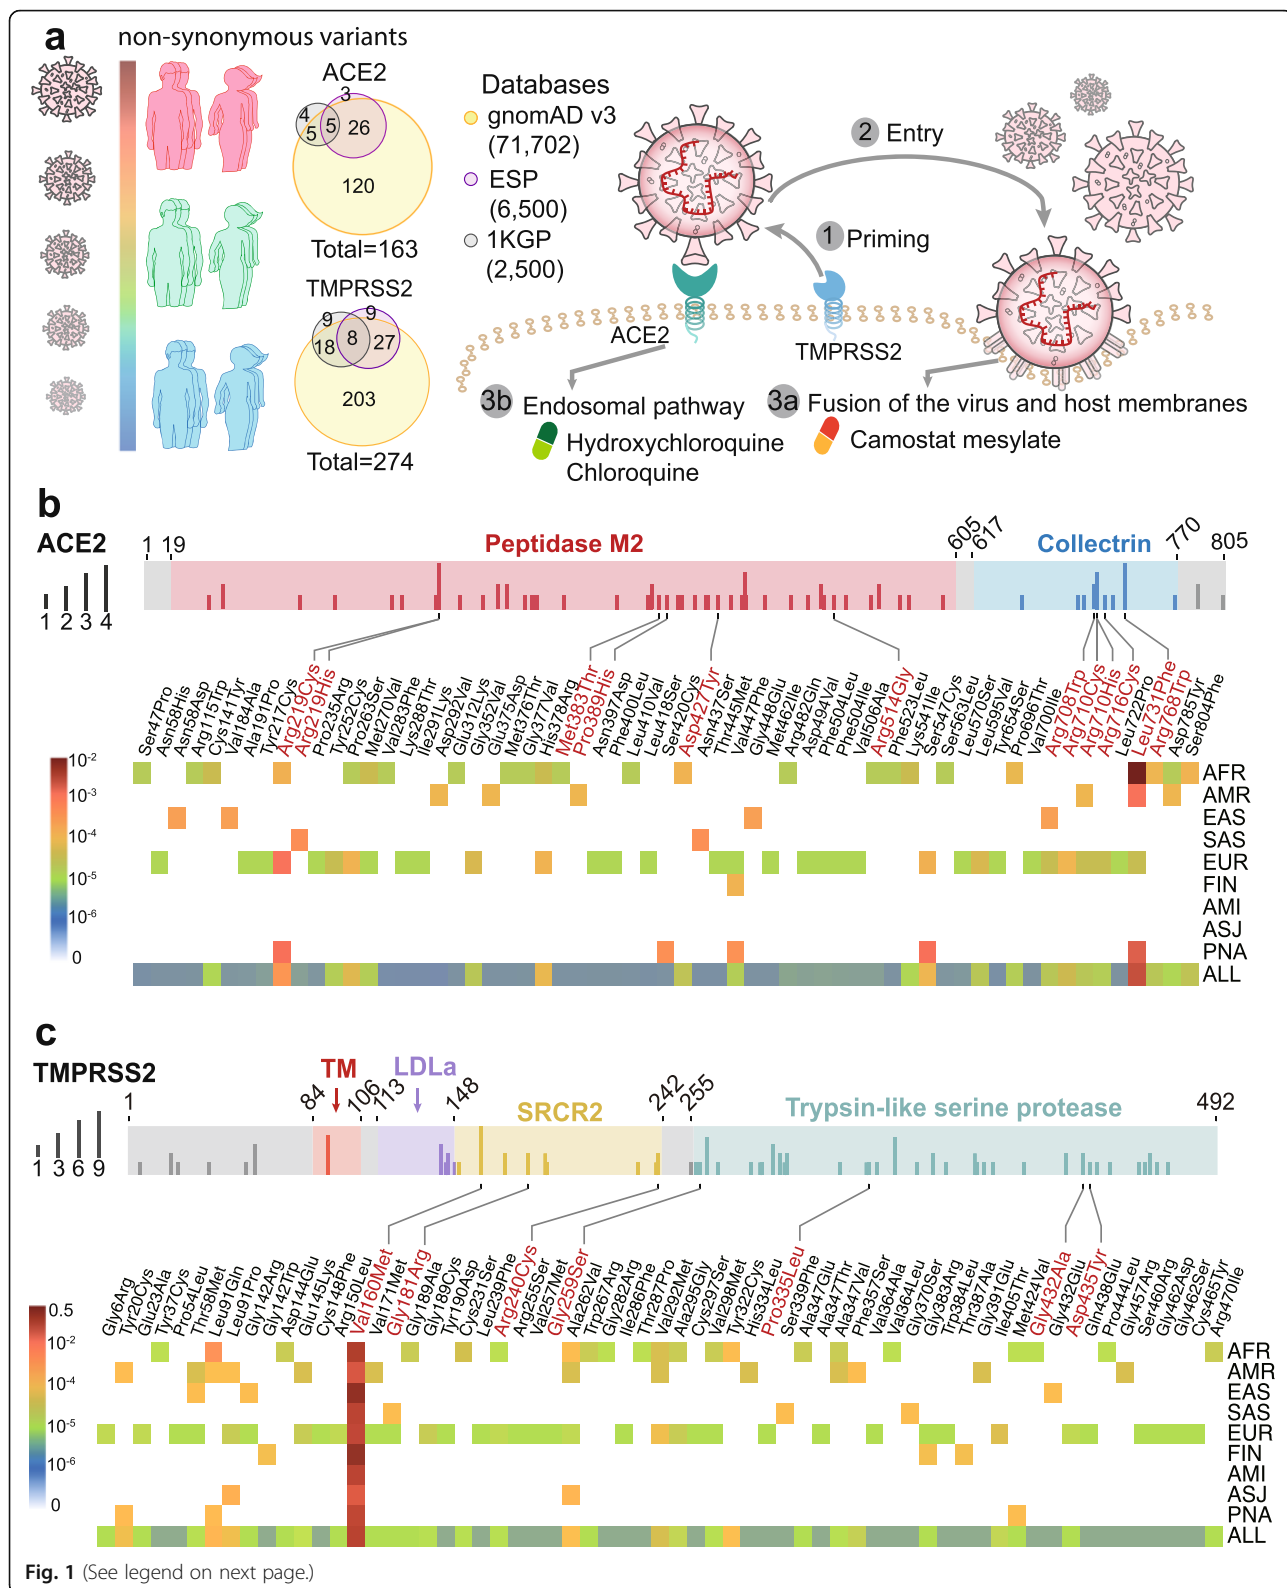 a
non-synonymous variants
ACE2
3
4
5
5
26
120
Total=163
TMPRSS2
9
9
18
8
27
203
Total=274
Databases
gnomAD v3
(71,702)
ESP
(6,500)
1KGP
(2,500)
2 Entry
1 Priming
ACE2
TMPRSS2
3b Endosomal pathway
Hydroxychloroquine
Chloroquine
3a Fusion of the virus and host membranes
Camostat mesylate
b
ACE2
1 2 3 4
1 19 605 617 770 805
Peptidase M2
Collectrin
Ser47Pro
Asn58His
Asn58Asp
Arg115Trp
Cys141Tyr
Val184Ala
Ala191Pro
Tyr217Cys
Arg219Cys
Arg219His
Pro235Arg
Tyr252Cys
Pro263Ser
Met270Val
Val283Phe
Lys288Thr
Ile291Lys
Asp292Val
Glu312Lys
Gly352Val
Glu375Asp
Met376Thr
Gly377Val
His378Arg
Met383Thr
Pro389His
Asn397Asp
Phe400Leu
Leu410Val
Leu418Ser
Ser420Cys
Asp427Tyr
Asn437Ser
Thr445Met
Val447Phe
Gly448Glu
Met462Ile
Arg482Gln
Asp494Val
Phe504Leu
Phe504Ile
Val506Ala
Arg514Gly
Phe523Leu
Lys541Ile
Ser547Cys
Ser563Leu
Leu570Ser
Leu595Val
Tyr654Ser
Pro696Thr
Val700Ile
Arg708Trp
Arg710Cys
Arg710His
Arg716Cys
Leu722Pro
Leu731Phe
Arg768Trp
Asp785Tyr
Ser804Phe
10-2
10-3
10-4
10-5
10-6
0
AFR
AMR
EAS
SAS
EUR
FIN
AMI
ASJ
PNA
ALL
c
TMPRSS2
1 3 6 9
1 84 106 113 148 242 255 492
TM
LDLa
SRCR2
Trypsin-like serine protease
Gly6Arg
Tyr20Cys
Glu23Ala
Tyr37Cys
Pro54Leu
Thr58Met
Leu91Gln
Leu91Pro
Gly142Arg
Gly142Trp
Asp144Glu
Glu145Lys
Cys148Phe
Arg150Leu
Val160Met
Val171Met
Gly181Arg
Gly189Ala
Gly189Cys
Tyr190Asp
Cys231Ser
Leu239Phe
Arg240Cys
Arg255Ser
Val257Met
Gly259Ser
Ala262Val
Trp267Arg
Gly282Arg
Ile286Phe
Thr287Pro
Val292Met
Ala295Gly
Cys297Ser
Val298Met
Tyr322Cys
His334Leu
Pro335Leu
Ser339Phe
Ala347Glu
Ala347Thr
Ala347Val
Phe357Ser
Val364Ala
Val364Leu
Gly370Ser
Gly383Arg
Trp384Leu
Thr387Ala
Gly391Glu
Ile405Thr
Met424Val
Gly432Ala
Gly432Glu
Asp435Tyr
Gln438Glu
Pro444Leu
Gly457Arg
Ser460Arg
Gly462Asp
Gly462Ser
Cys465Tyr
Arg470Ile
0.5
10-2
10-4
10-5
10-6
0
AFR
AMR
EAS
SAS
EUR
FIN
AMI
ASJ
PNA
ALL
Fig. 1 (See legend on next page.)